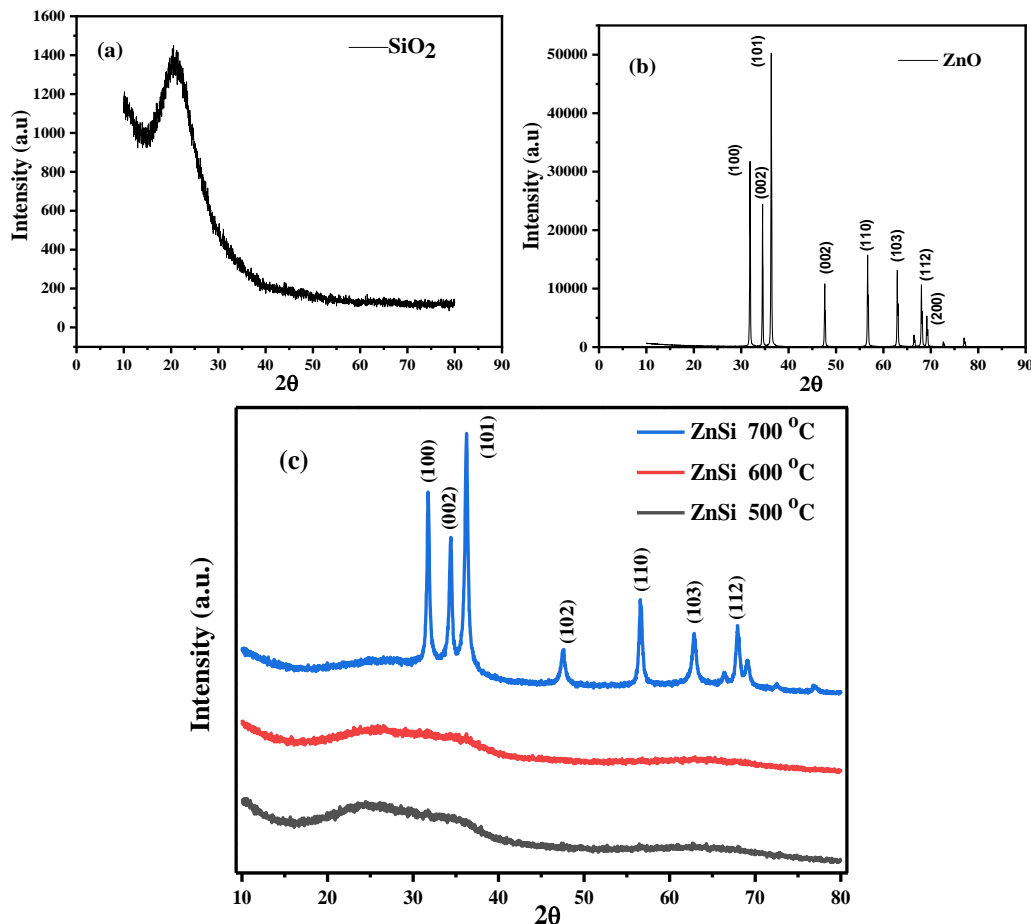 (a)
SiO2
Intensity (a.u)
1600
1400
1200
1000
800
600
400
200
0
0 10 20 30 40 50 60 70 80 90
2θ
(b)
ZnO
Intensity (a.u)
50000
40000
30000
20000
10000
0
(100)
(002)
(101)
(002)
(110)
(103)
(112)
(200)
0 10 20 30 40 50 60 70 80 90
2θ
(c)
ZnSi 700 oC
ZnSi 600 oC
ZnSi 500 oC
Intensity (a.u.)
(100)
(002)
(101)
(102)
(110)
(103)
(112)
10 20 30 40 50 60 70 80
2θ